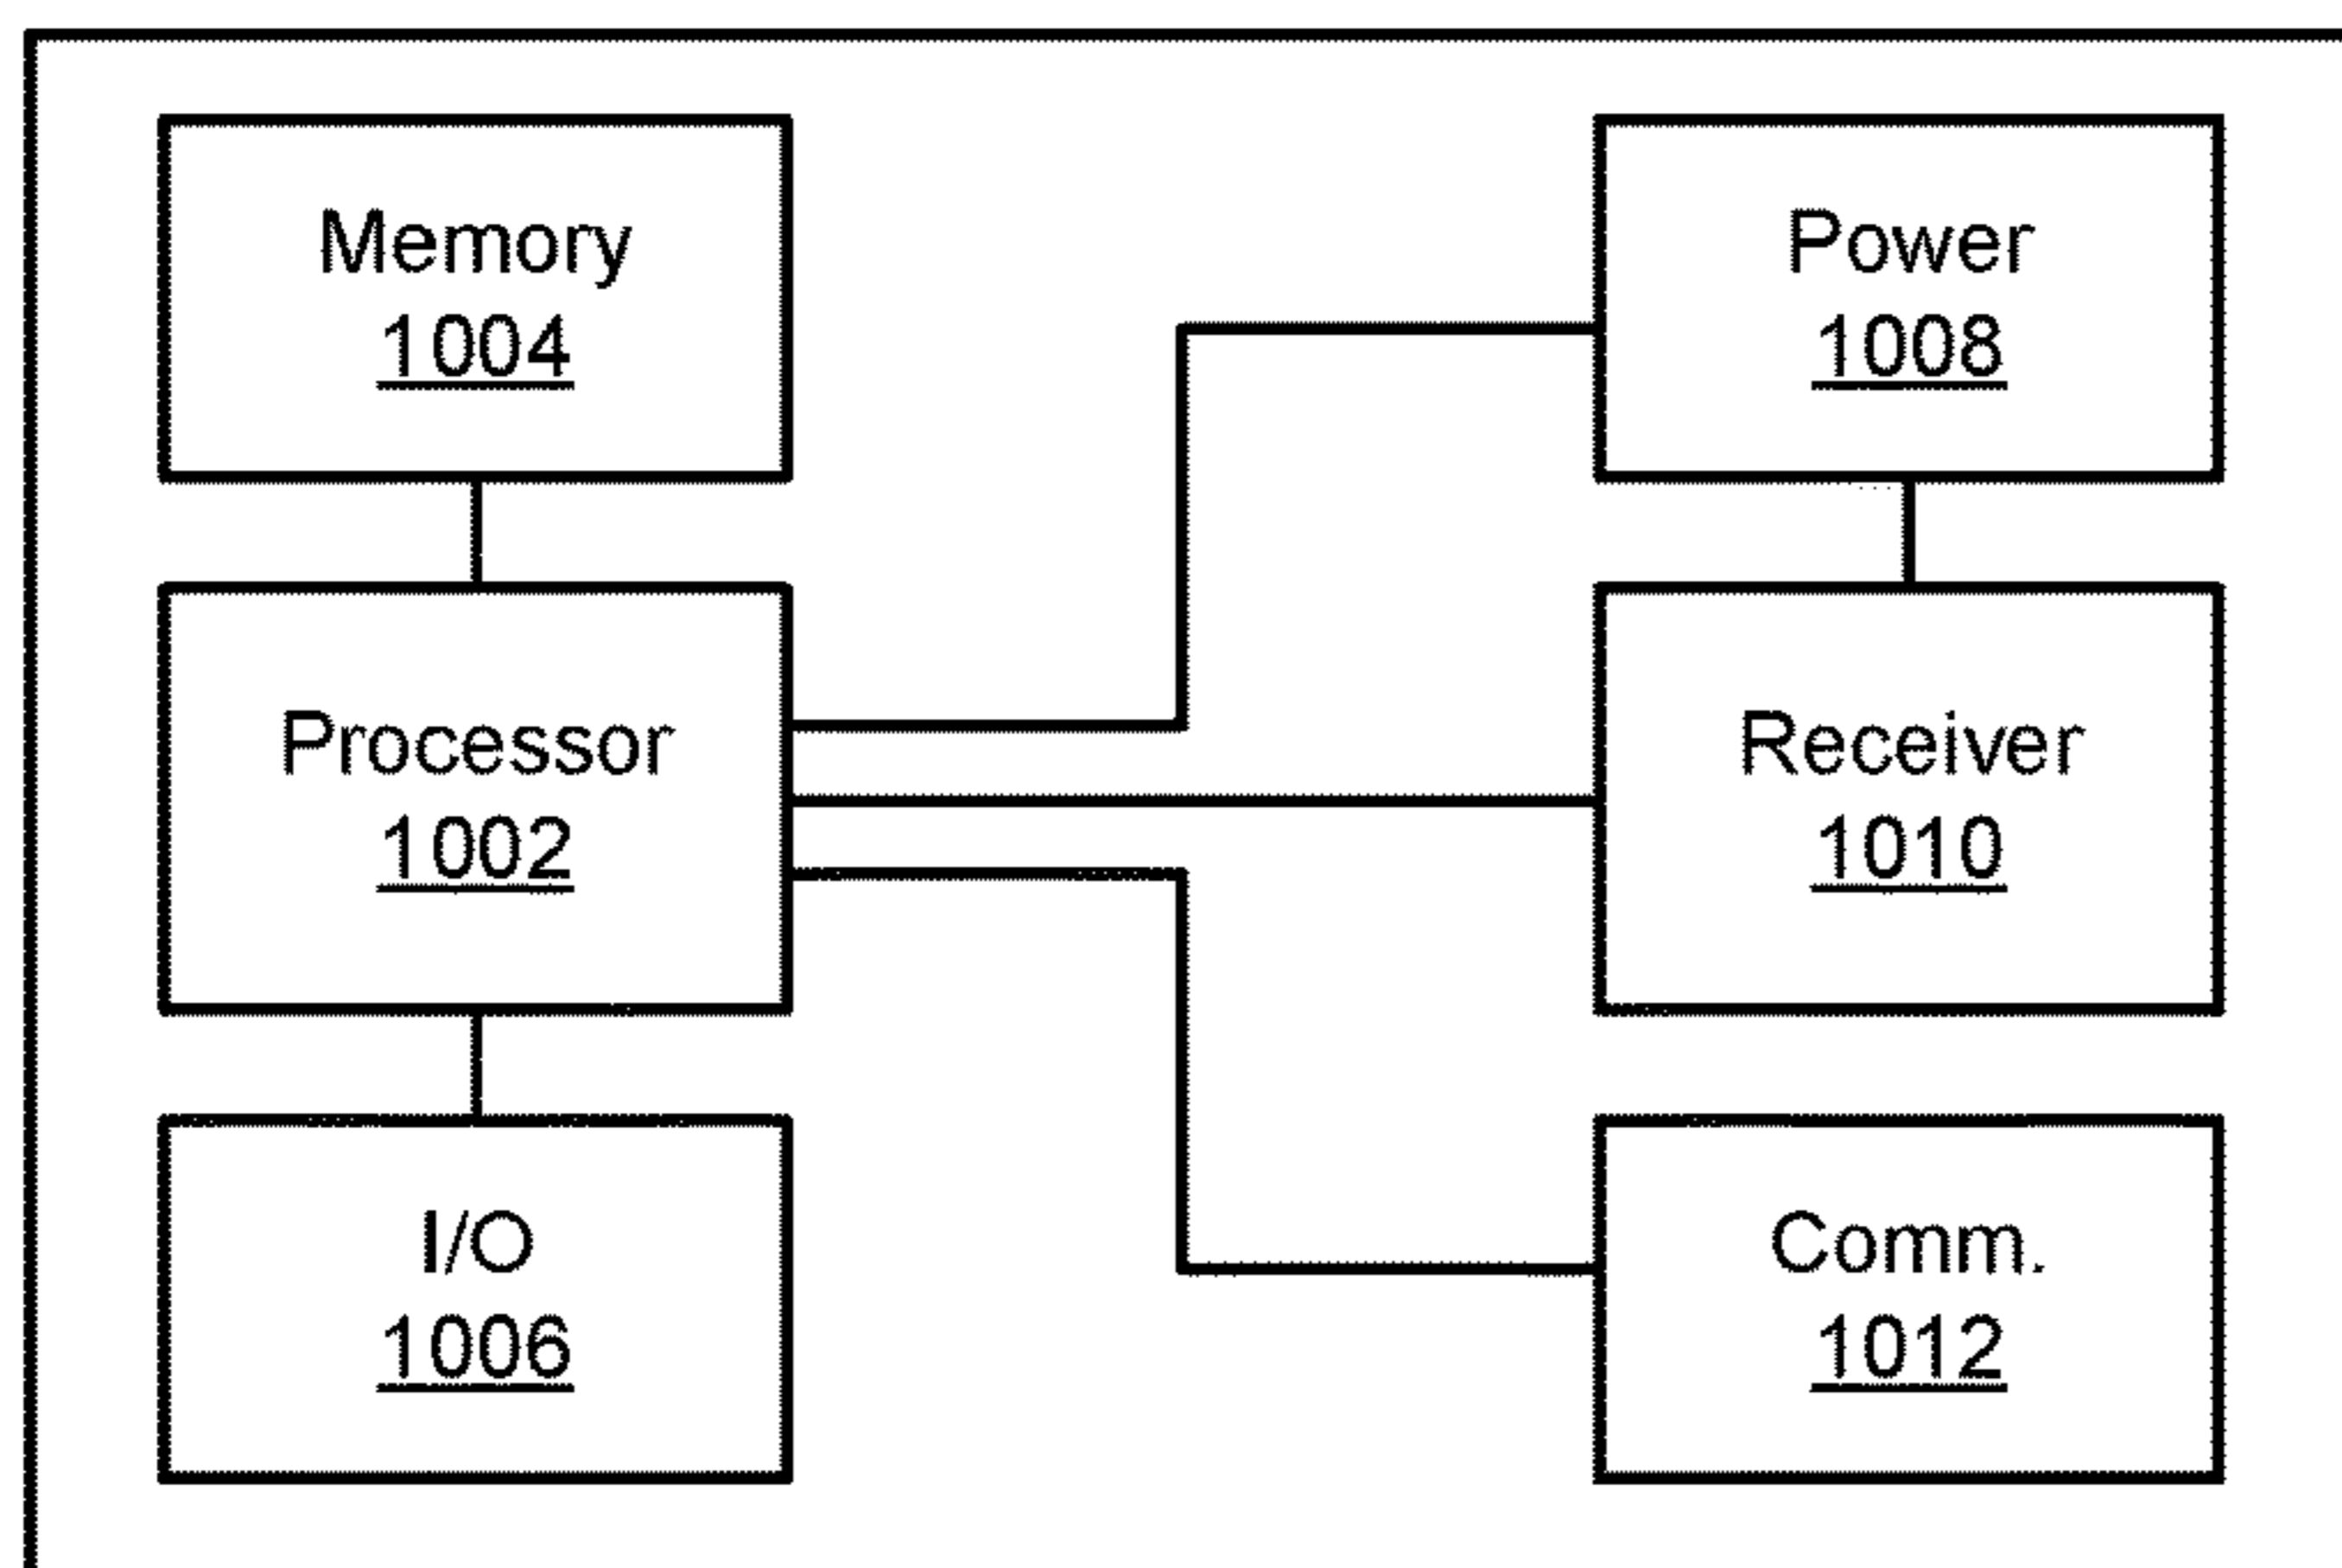 Memory
1004
Power
1008
Processor
1002
Receiver
1010
I/O
1006
Comm.
1012